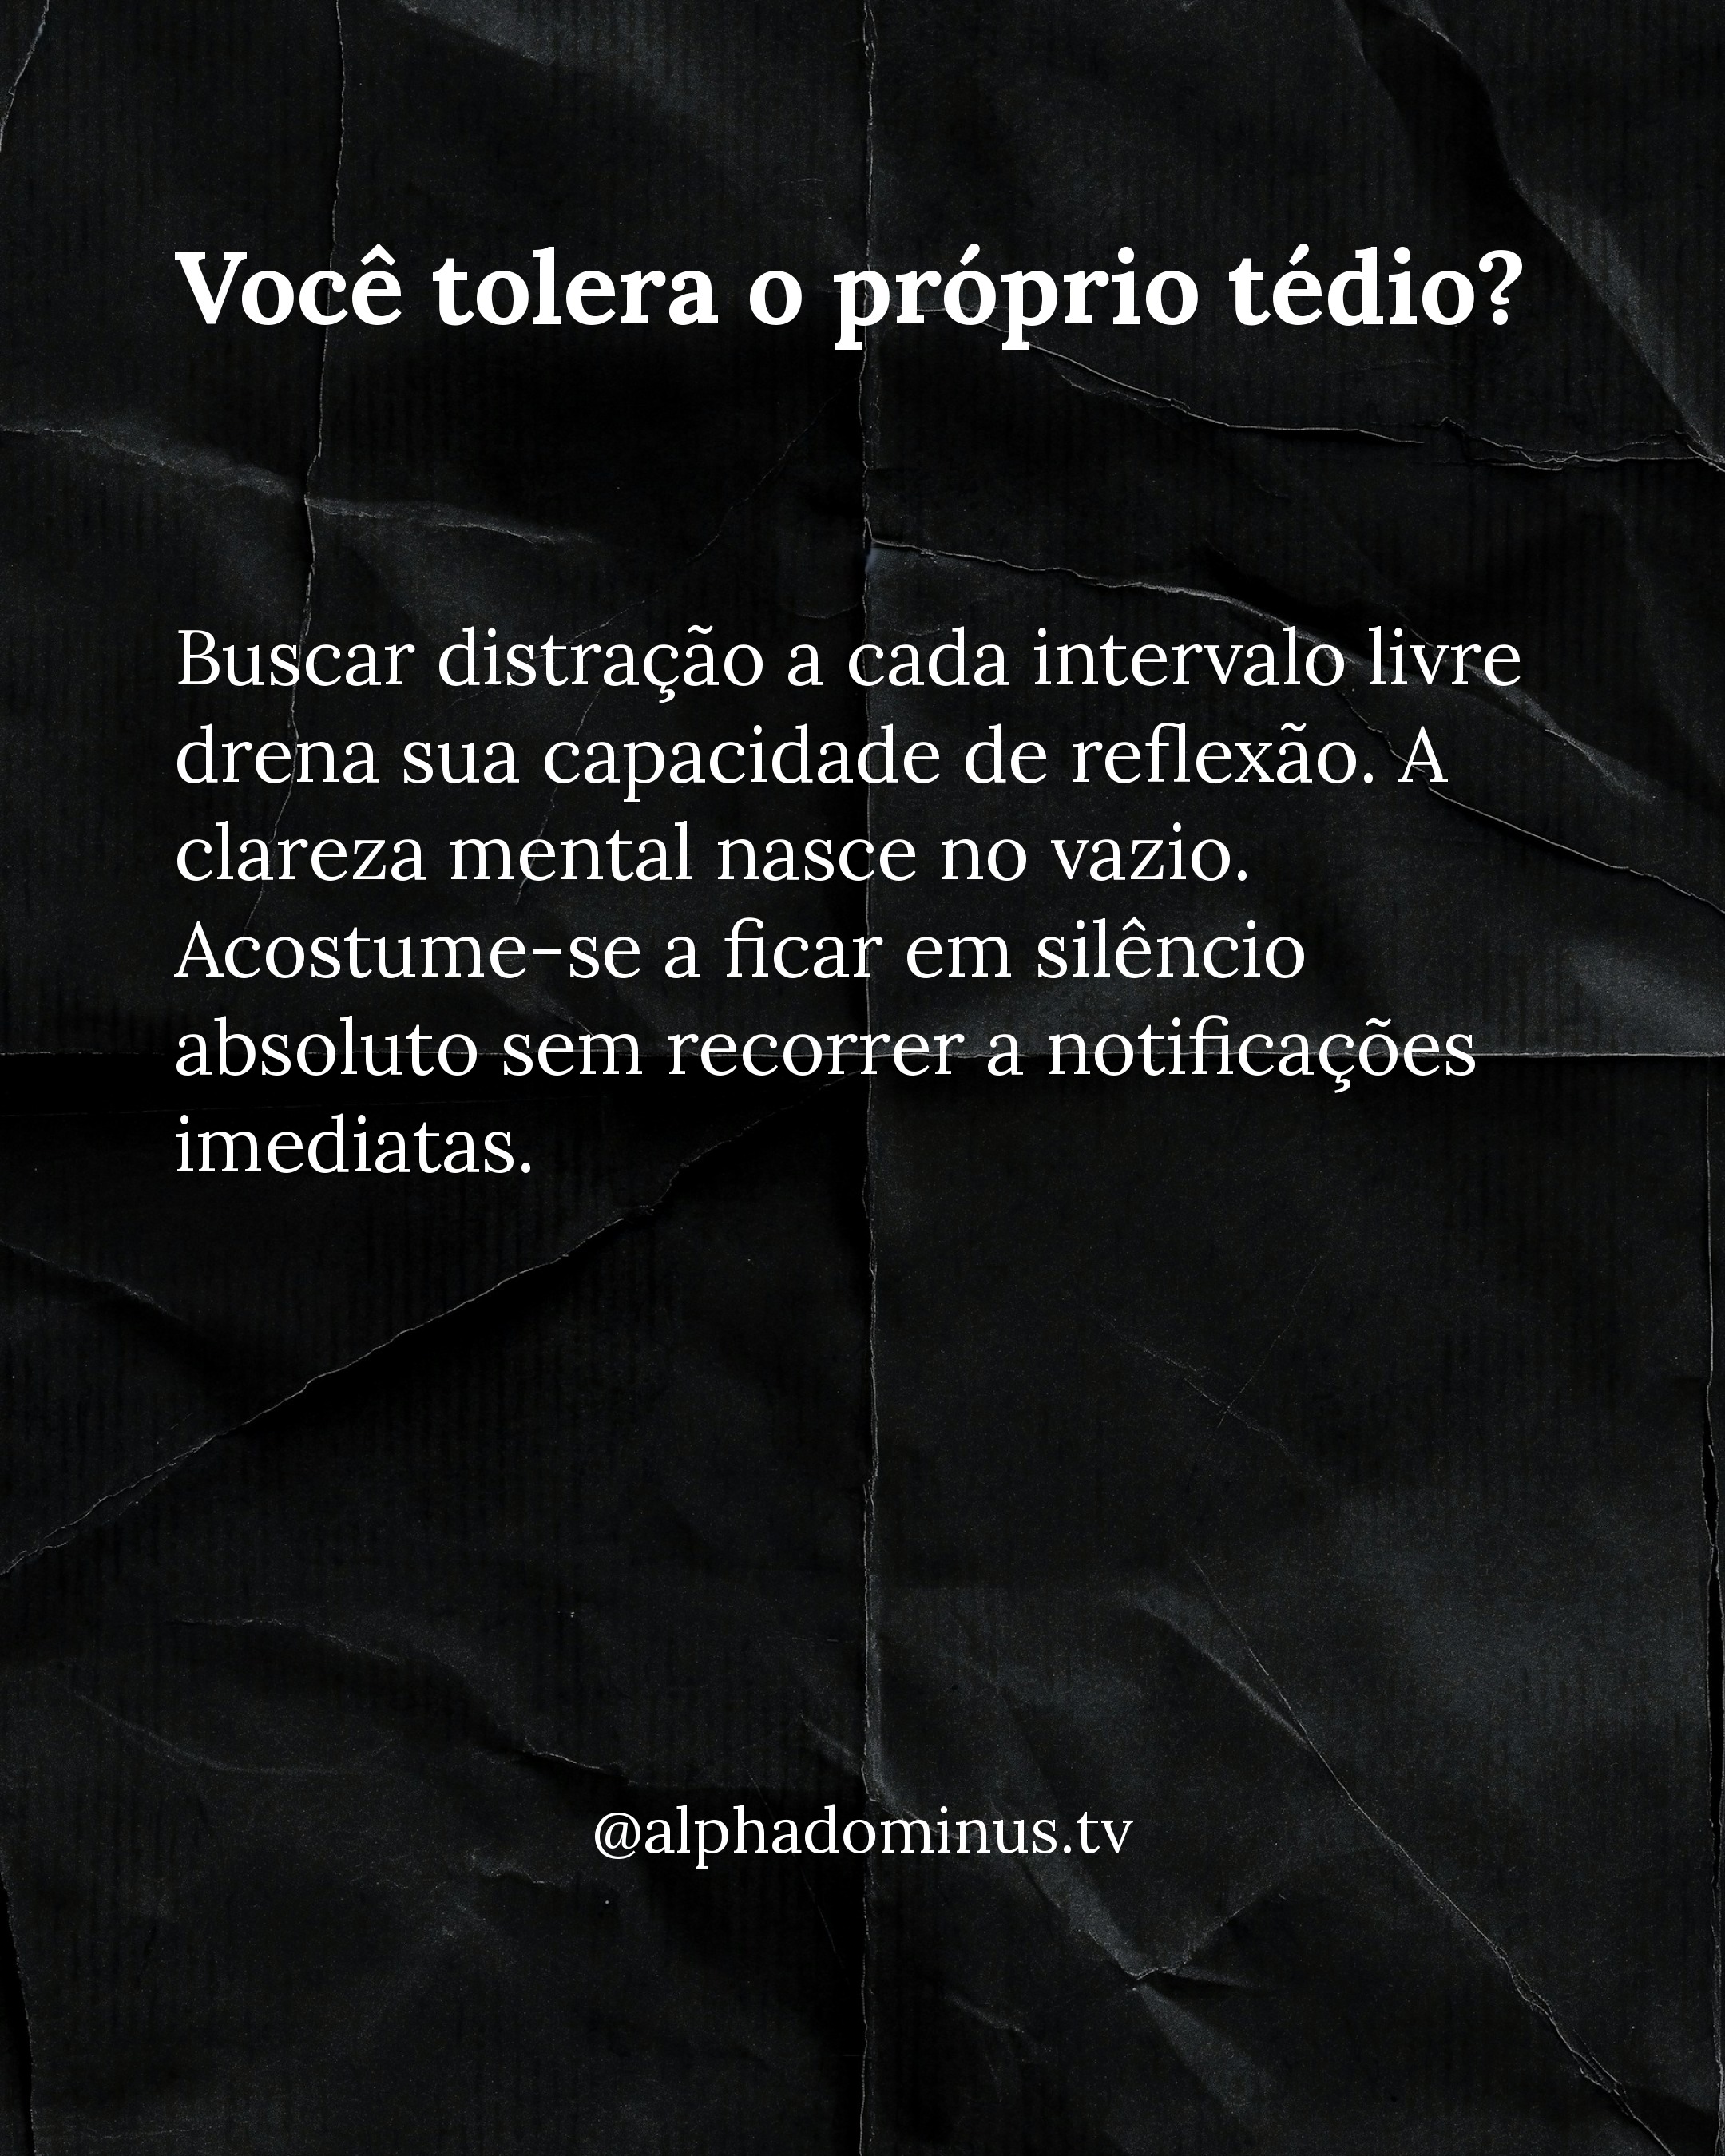 Você tolera o próprio tédio?
Buscar distração a cada intervalo livre
drena sua capacidade de reflexão. A
clareza mental nasce no vazio.
Acostume-se a ficar em silêncio
absoluto sem recorrer a notificações
imediatas.
@alphadominus.tv